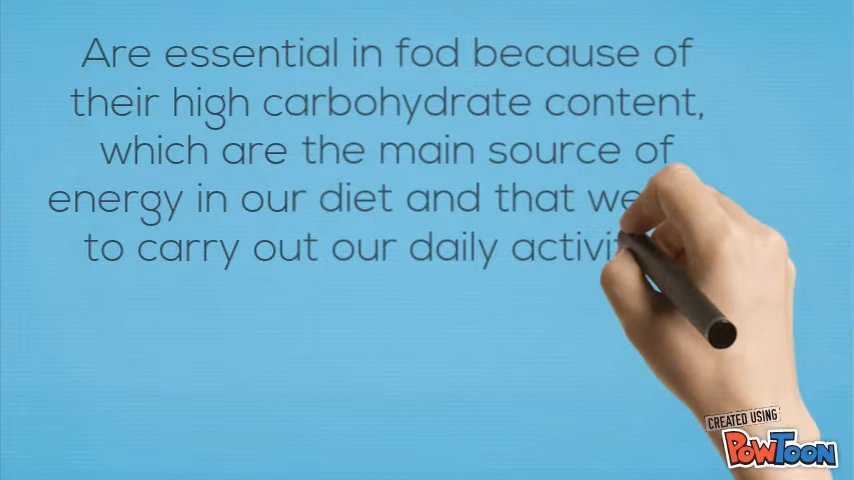 Are essential in fod because of
their high carbohydrate content,
which are the main source of
energy in our diet and that we
to carry out our daily
CREATED USING
POWTOON